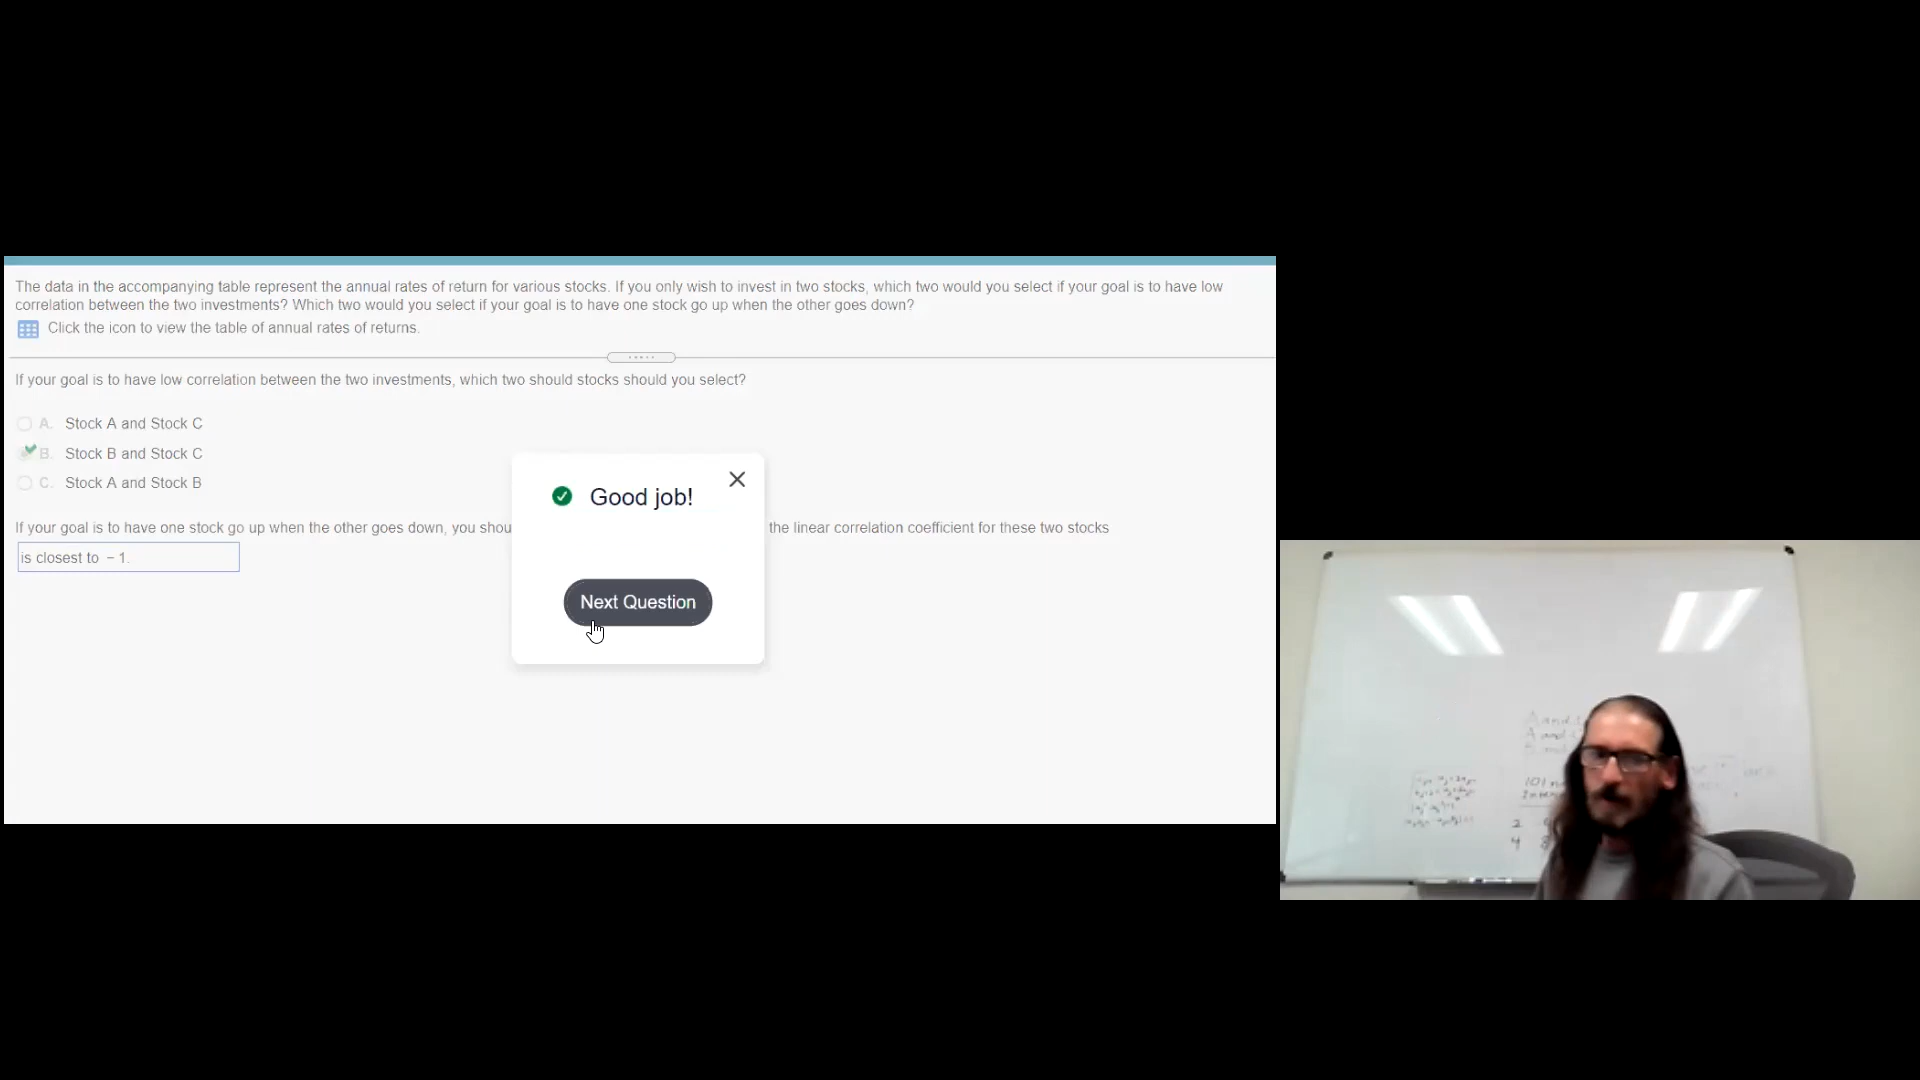 The data in the accompanying table represent the annual rates of return for various stocks. If you only wish to invest in two stocks, which two would you select if your goal is to have low
correlation between the two investments? Which two would you select if your goal is to have one stock go up when the other goes down?
Click the icon to view the table of annual rates of returns.
If your goal is to have low correlation between the two investments, which two should stocks should you select?
A. Stock A and Stock C
B. Stock B and Stock C
C. Stock A and Stock B
Good job!
If your goal is to have one stock go up when the other goes down, you the linear correlation coefficient for these two stocks
is closest to − 1.
Next Question
2
4